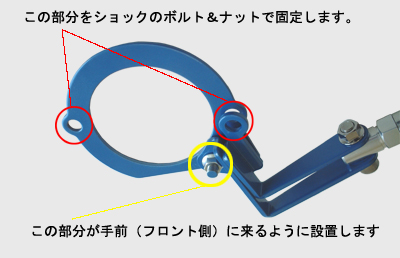 この部分をショックのボルト＆ナットで固定します。
この部分が手前（フロント側）に来るように設置します